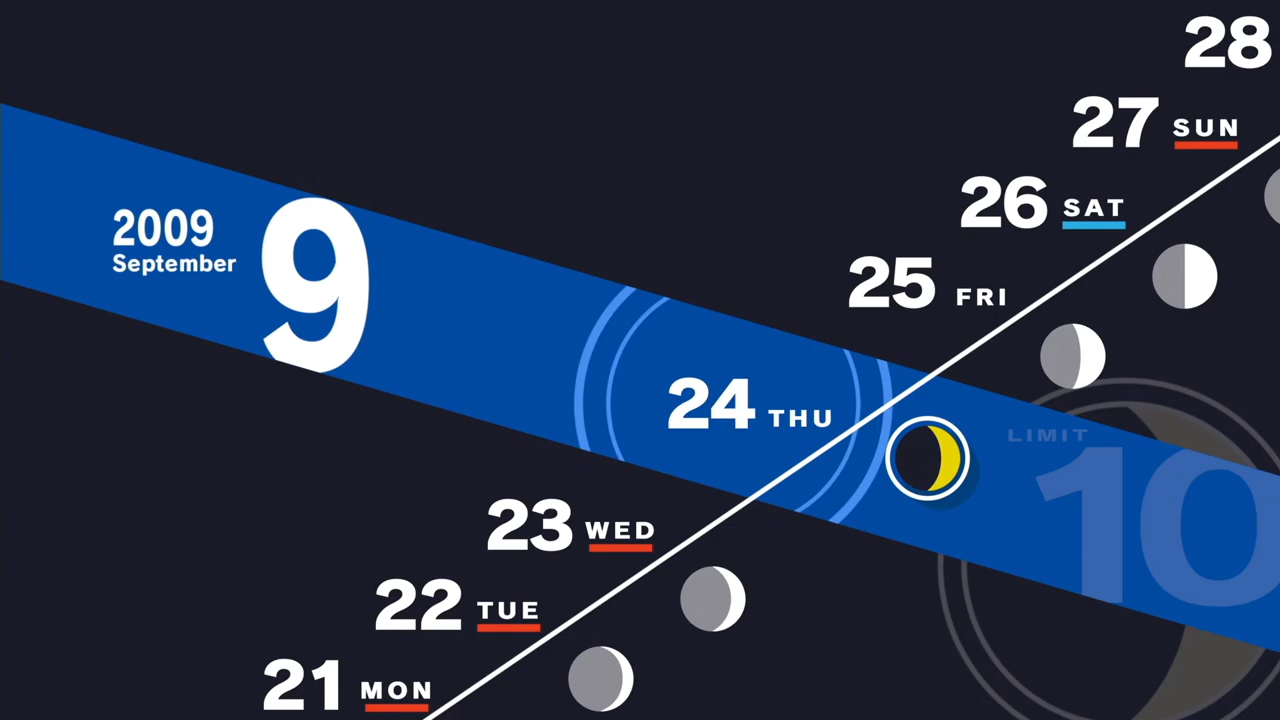 28
27 SUN
26 SAT
25 FRI
2009
September
9
24 THU
LIMIT
10
23 WED
22 TUE
21 MON